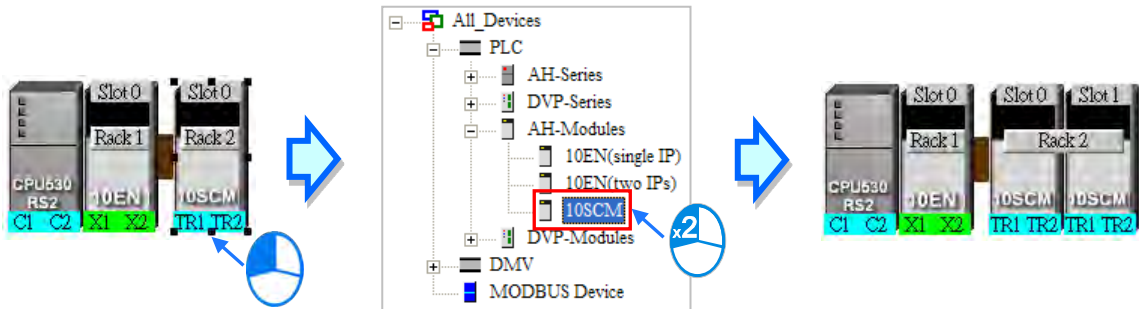 Slot 0 Slot 0
Rack 1 Rack 2
CPU530
RS2
10EN 10SCM
C1 C2 X1 X2 TR1 TR2
All_Devices
PLC
AH-Series
DVP-Series
AH-Modules
10EN(single IP)
10EN(two IPs)
10SCM
DVP-Modules
DMV
MODBUS Device
x2
Slot 0 Slot 0 Slot 1
Rack 1 Rack 2
CPU530
RS2
10EN 10SCM 10SCM
C1 C2 X1 X2 TR1 TR2 TR1 TR2